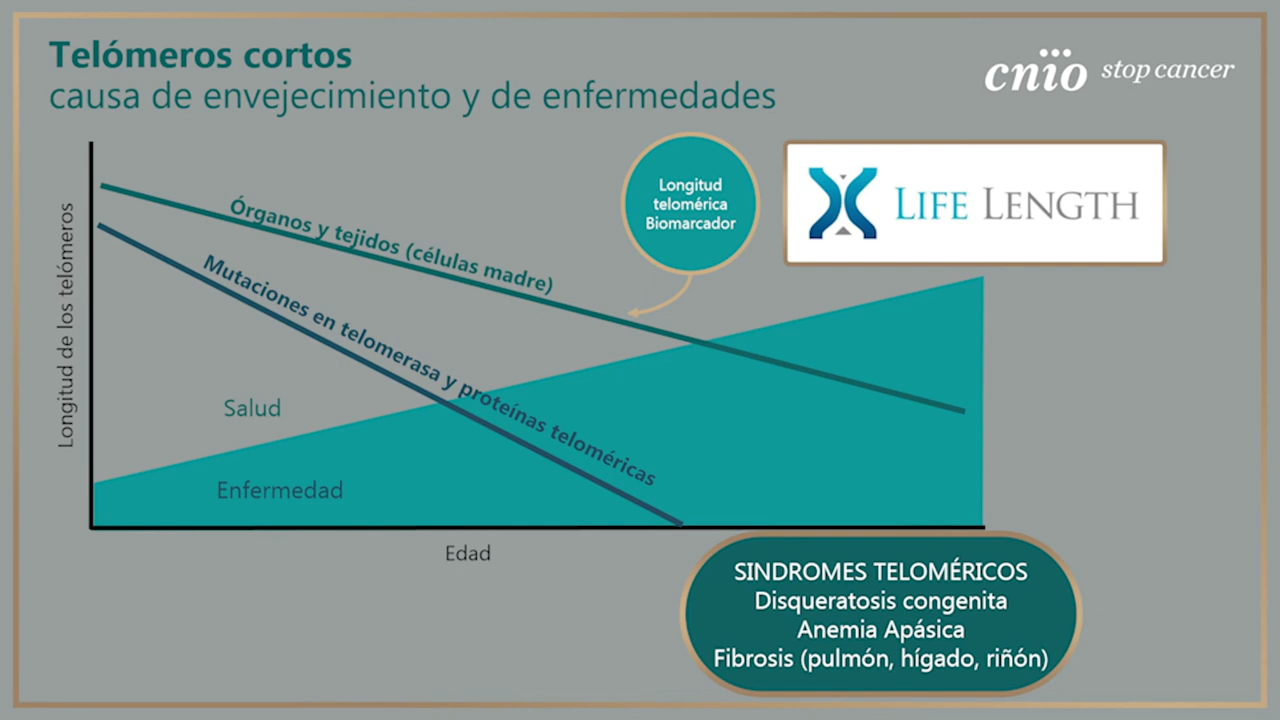 Telómeros cortos
causa de envejecimiento y de enfermedades
cnio stop cancer
Longitud
telomérica
Biomarcador
LIFE LENGTH
Longitud de los telómeros
Órganos y tejidos (células madre)
Mutaciones en telomerasa y proteínas teloméricas
Salud
Enfermedad
Edad
SINDROMES TELOMÉRICOS
Disqueratosis congenita
Anemia Apásica
Fibrosis (pulmón, hígado, riñón)